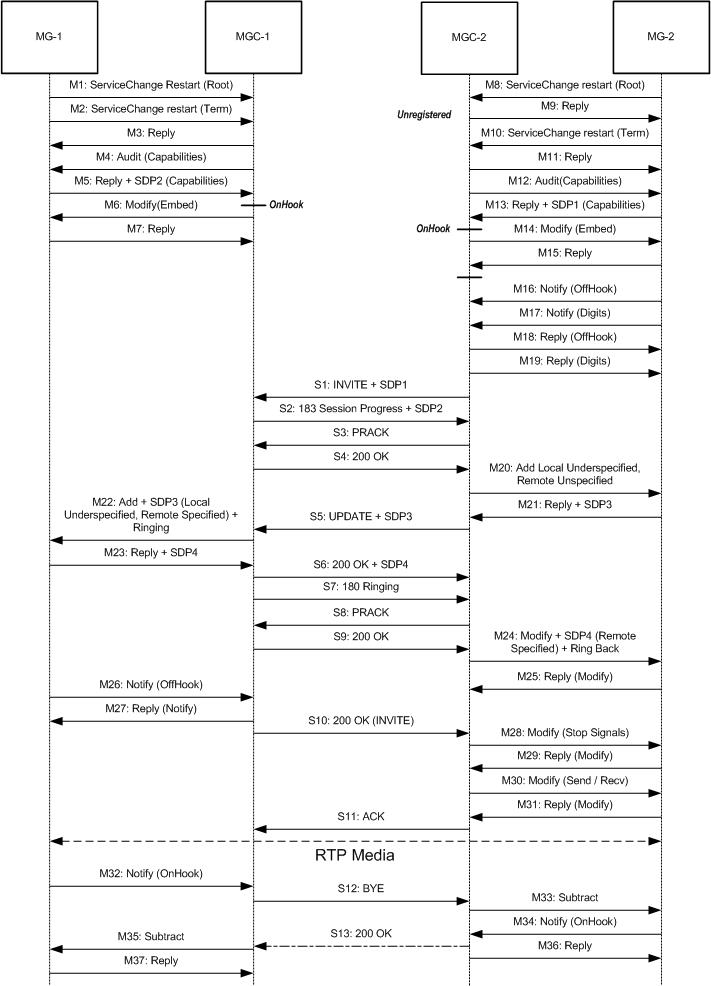 MG-1
MGC-1
MGC-2
MG-2
M1: ServiceChange Restart (Root)
M8: ServiceChange restart (Root)
M2: ServiceChange restart (Term)
M9: Reply
Unregistered
M3: Reply
M10: ServiceChange restart (Term)
M4: Audit (Capabilities)
M11: Reply
M5: Reply + SDP2 (Capabilities)
M12: Audit(Capabilities)
M6: Modify(Embed)
OnHook
M13: Reply + SDP1 (Capabilities)
M7: Reply
OnHook
M14: Modify (Embed)
M15: Reply
M16: Notify (OffHook)
M17: Notify (Digits)
M18: Reply (OffHook)
M19: Reply (Digits)
S1: INVITE + SDP1
S2: 183 Session Progress + SDP2
S3: PRACK
S4: 200 OK
M20: Add Local Underspecified,
Remote Unspecified
M22: Add + SDP3 (Local
Underspecified, Remote Specified) +
Ringing
M21: Reply + SDP3
S5: UPDATE + SDP3
M23: Reply + SDP4
S6: 200 OK + SDP4
S7: 180 Ringing
S8: PRACK
S9: 200 OK
M24: Modify + SDP4 (Remote
Specified) + Ring Back
M26: Notify (OffHook)
M25: Reply (Modify)
M27: Reply (Notify)
S10: 200 OK (INVITE)
M28: Modify (Stop Signals)
M29: Reply (Modify)
M30: Modify (Send / Recv)
M31: Reply (Modify)
S11: ACK
RTP Media
M32: Notify (OnHook)
S12: BYE
M33: Subtract
M34: Notify (OnHook)
M35: Subtract
S13: 200 OK
M36: Reply
M37: Reply